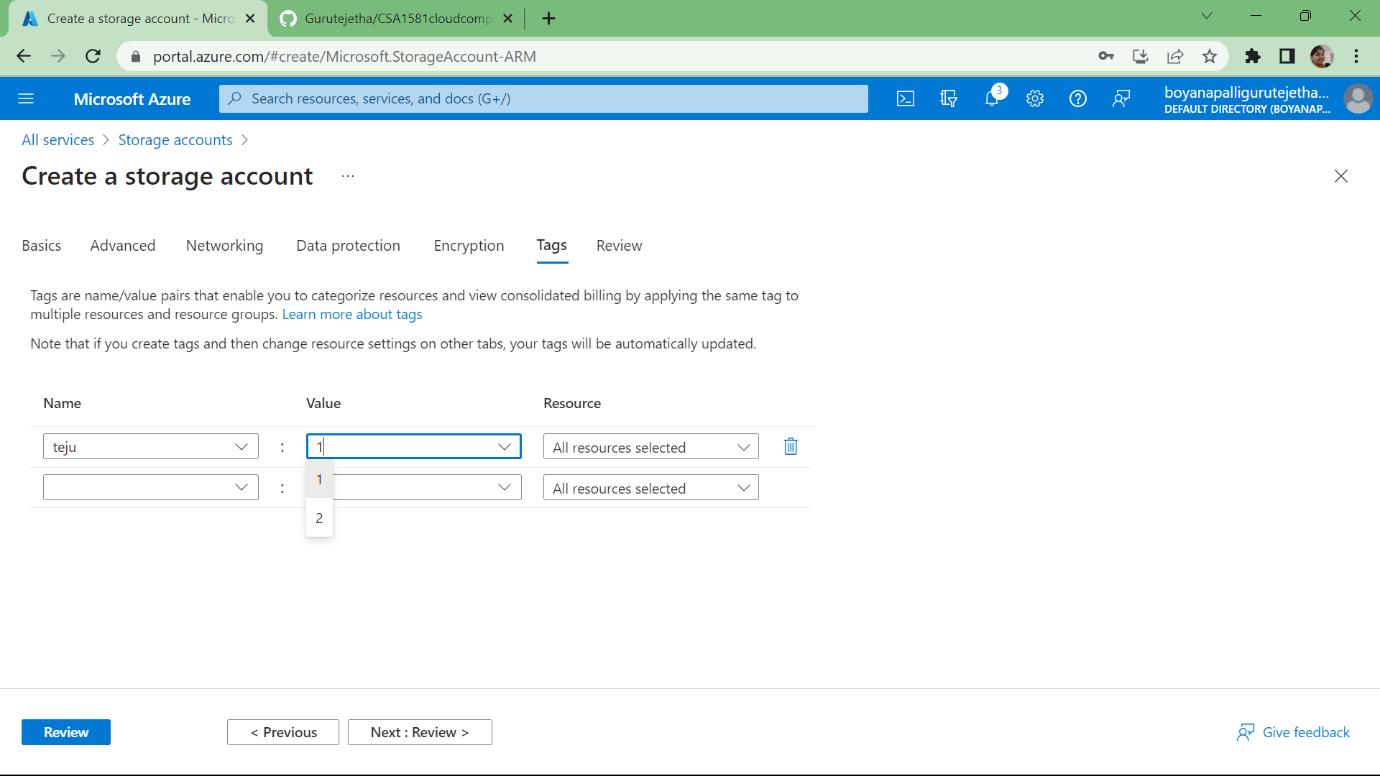 Create a storage account - Micro
Gurutejetha/CSA1581cloudcomp
portal.azure.com/#create/Microsoft.StorageAccount-ARM
Microsoft Azure
Search resources, services, and docs (G+/)
3
boyanapalligurutejetha...
DEFAULT DIRECTORY (BOYANAP...
All services > Storage accounts >
Create a storage account ...
Basics Advanced Networking Data protection Encryption Tags Review
Tags are name/value pairs that enable you to categorize resources and view consolidated billing by applying the same tag to
multiple resources and resource groups. Learn more about tags
Note that if you create tags and then change resource settings on other tabs, your tags will be automatically updated.
Name Value Resource
teju : 1 All resources selected
: All resources selected
1
2
Review < Previous Next : Review > Give feedback